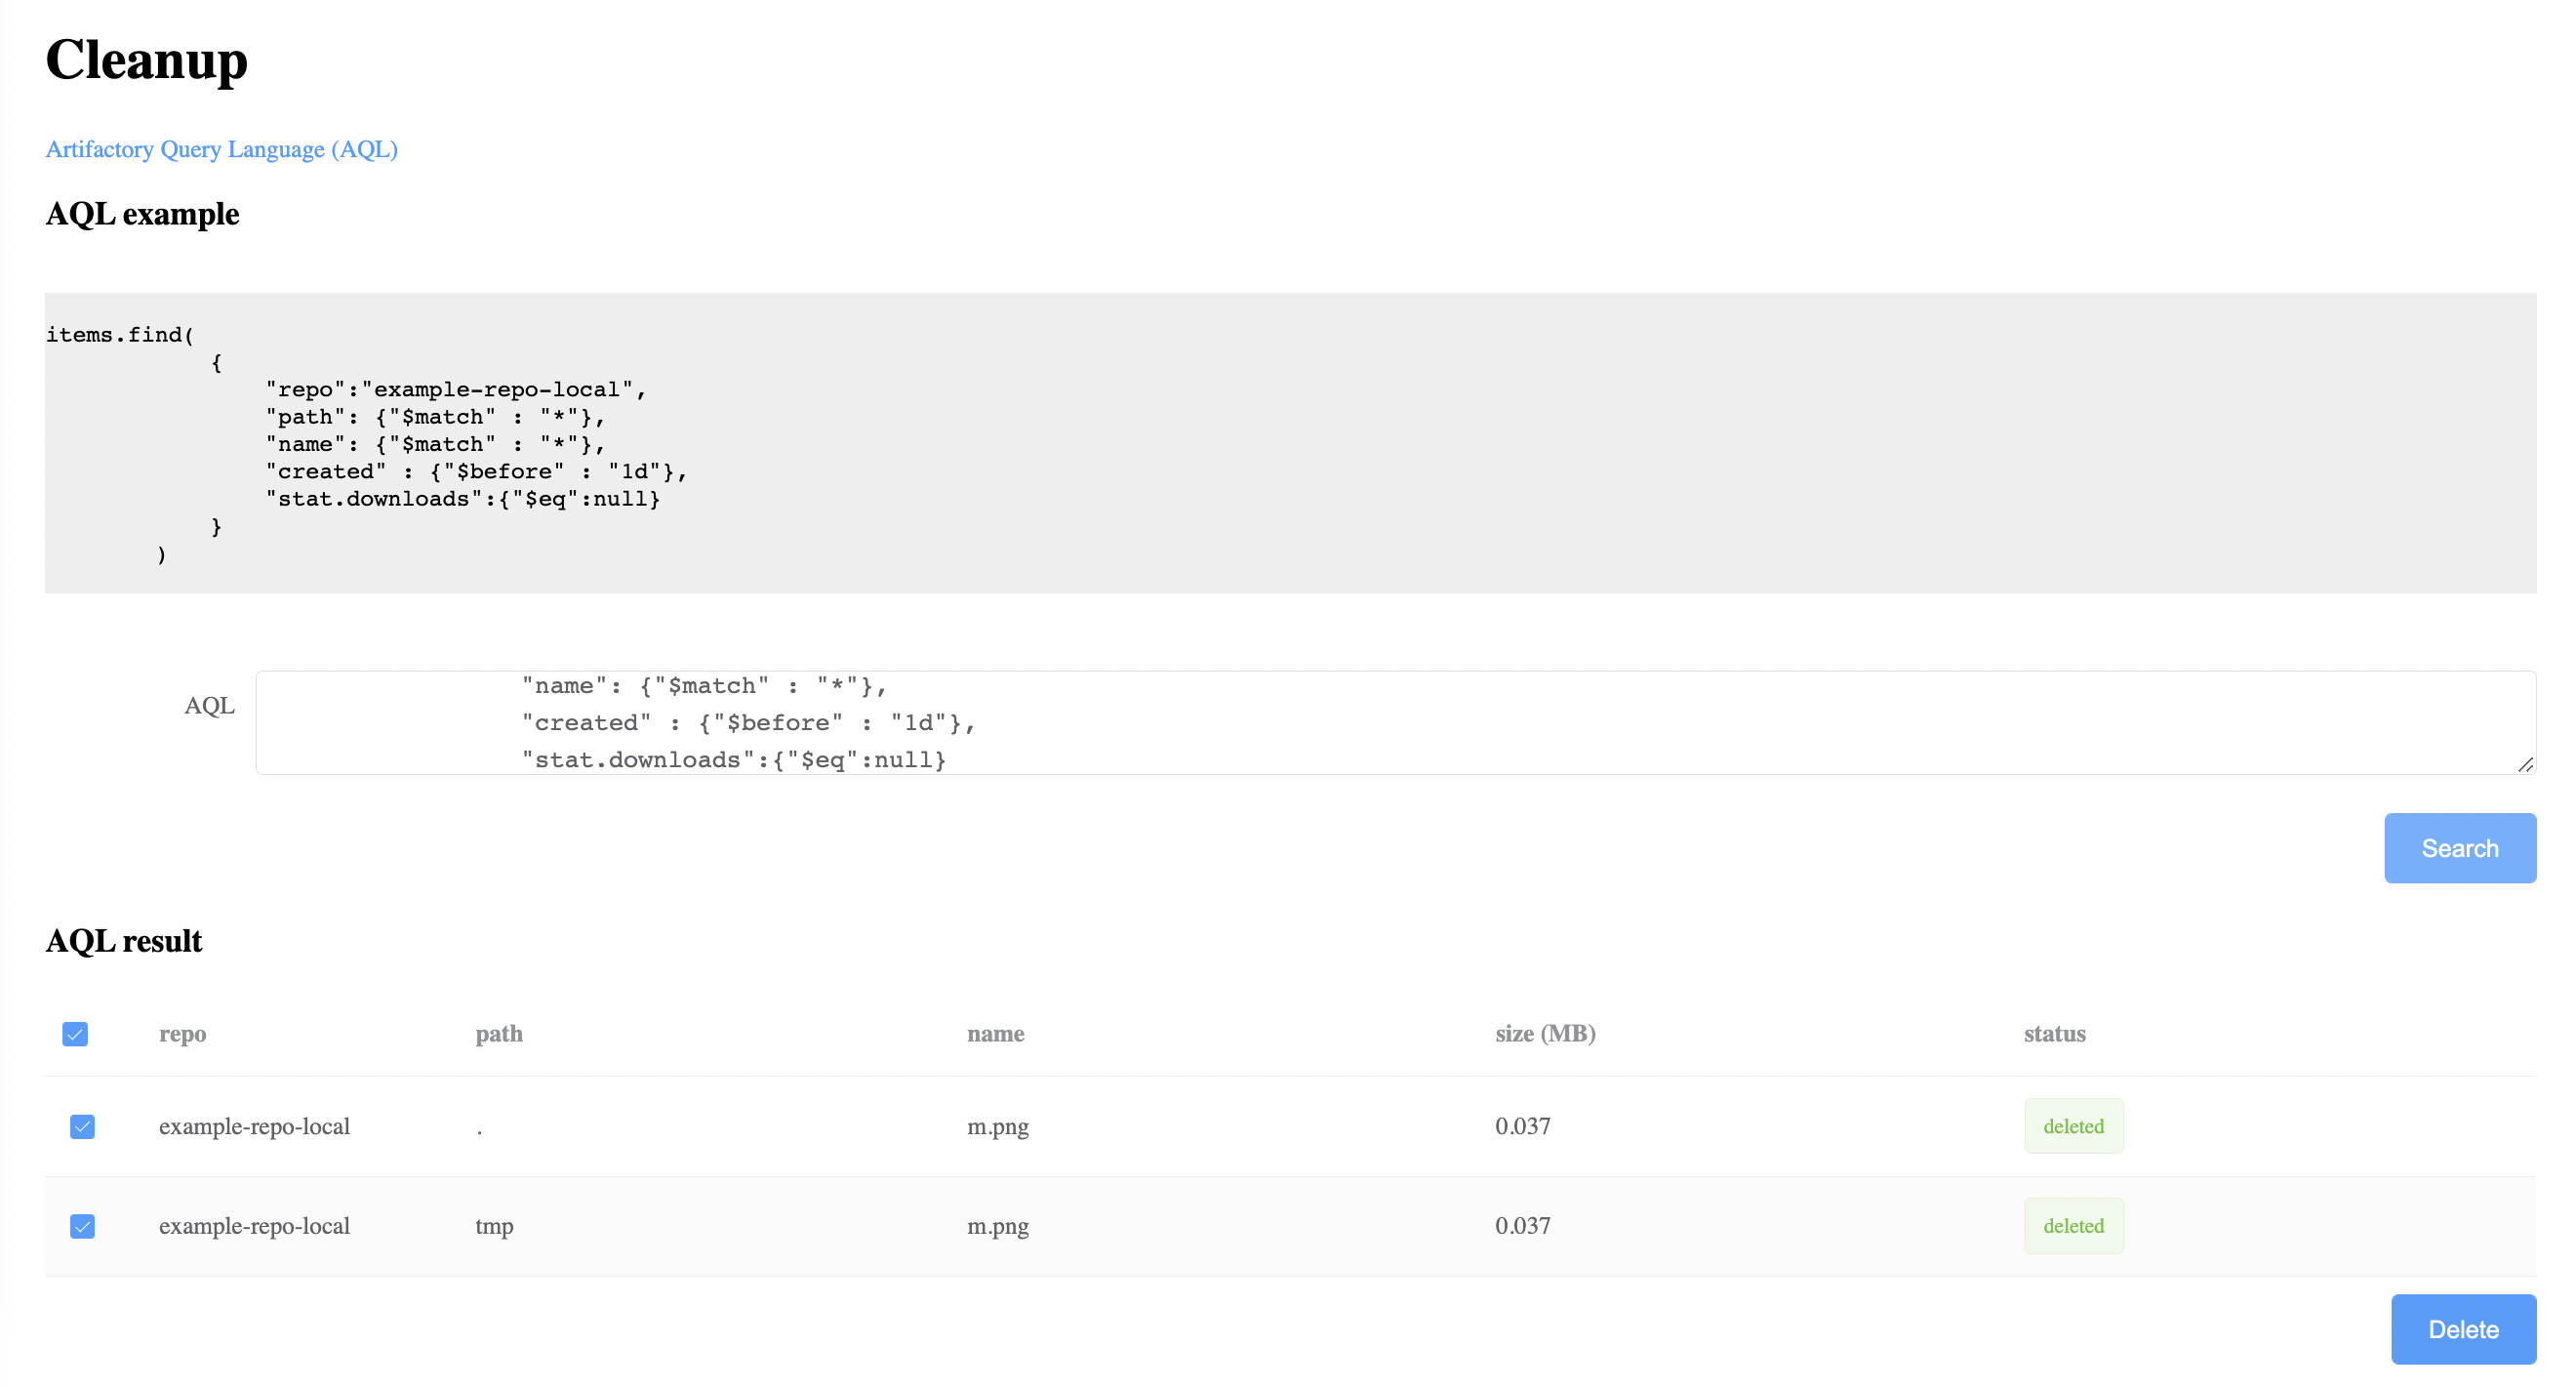 Cleanup
Artifactory Query Language (AQL)
AQL example
items.find(
{
"repo":"example-repo-local",
"path": {"$match" : "*"},
"name": {"$match" : "*"},
"created" : {"$before" : "1d"},
"stat.downloads":{"$eq":null}
}
)
AQL
"name": {"$match" : "*"},
"created" : {"$before" : "1d"},
"stat.downloads":{"$eq":null}
Search
AQL result
repo path name size (MB) status
example-repo-local . m.png 0.037 deleted
example-repo-local tmp m.png 0.037 deleted
Delete